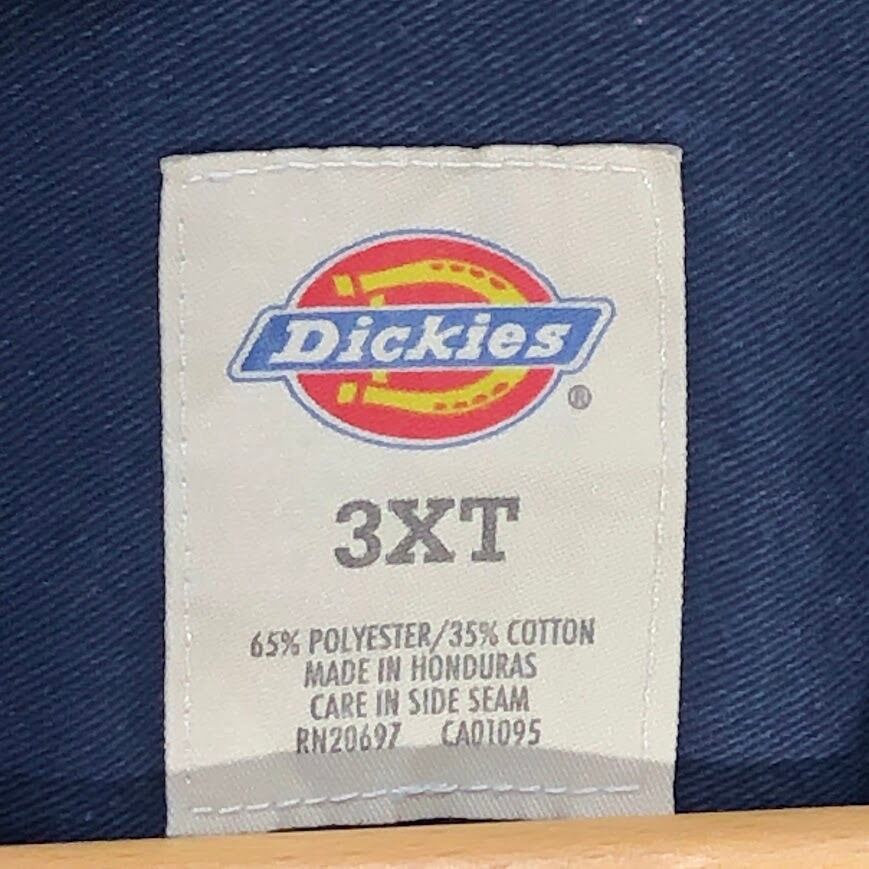 Dickies
®
3XT
65% POLYESTER/35% COTTON
MADE IN HONDURAS
CARE IN SIDE SEAM
RN20697 CA01095